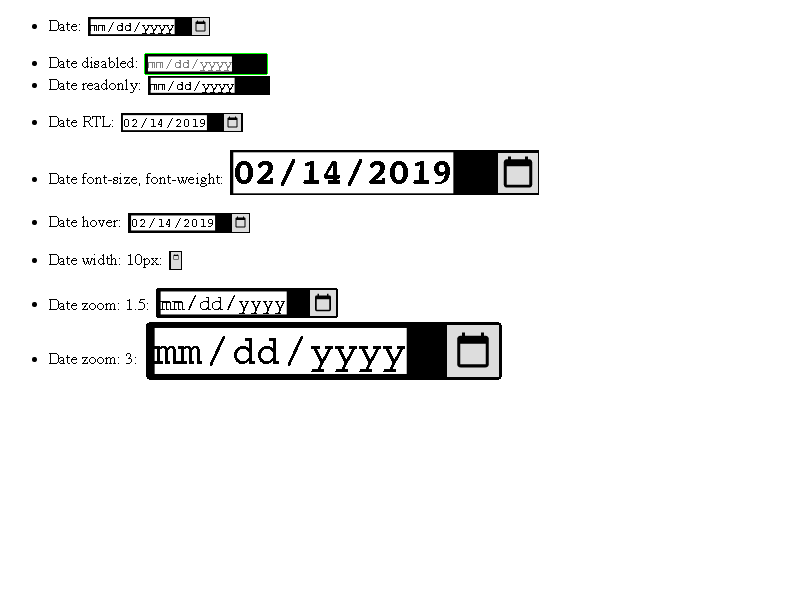 Date: mm/dd/yyyy
Date disabled: mm/dd/yyyy
Date readonly: mm/dd/yyyy
Date RTL: 02/14/2019
Date font-size, font-weight: 02/14/2019
Date hover: 02/14/2019
Date width: 10px:
Date zoom: 1.5: mm/dd/yyyy
Date zoom: 3: mm/dd/yyyy